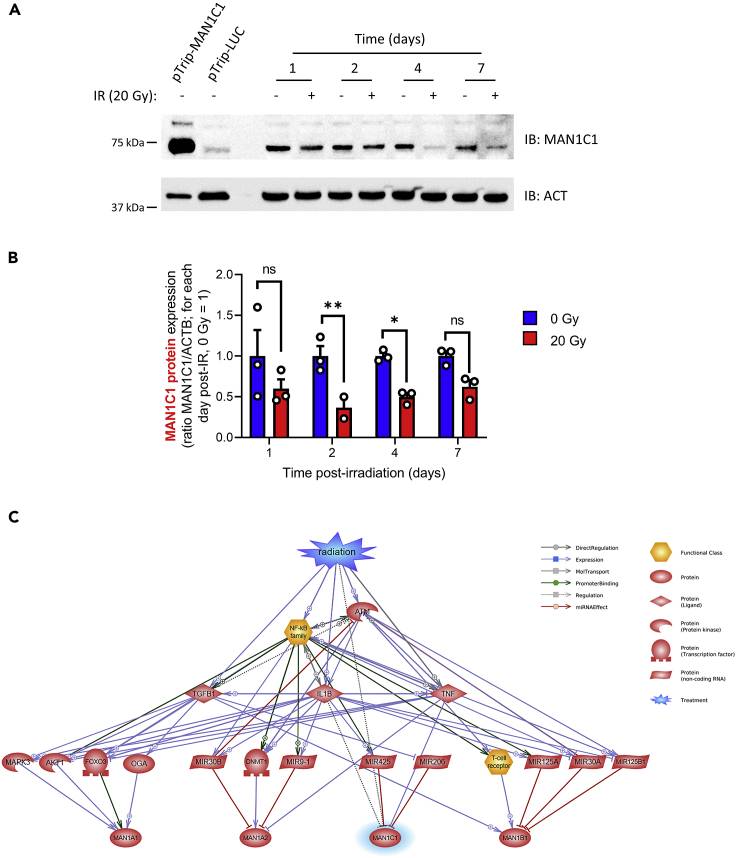 A
pTrip-MAN1C1
pTrip-LUC
Time (days)
1 2 4 7
IR (20 Gy): - - - + - + - + - +
75 kDa
IB: MAN1C1
37 kDa
IB: ACT
B
MAN1C1 protein expression
(ratio MAN1C1/ACTB; for each
day post-IR, 0 Gy = 1)
2.0
1.5
1.0
0.5
0.0
ns
**
*
ns
1 2 4 7
Time post-irradiation (days)
0 Gy
20 Gy
C
radiation
ATM
NF-kB
family
TGFB1 IL1B TNF
MARK3 AKT1 FOXO3 OGA MIR30B DNMT1 MIR9-1 MIR425 MIR206 T-cell
receptor MIR125A MIR30A MIR125B1
MAN1A1 MAN1A2 MAN1C1 MAN1B1
DirectRegulation
Expression
MolTransport
PromoterBinding
Regulation
miRNAEffect
Functional Class
Protein
Protein
(Ligand)
Protein
(Protein kinase)
Protein
(Transcription factor)
Protein
(non-coding RNA)
Treatment